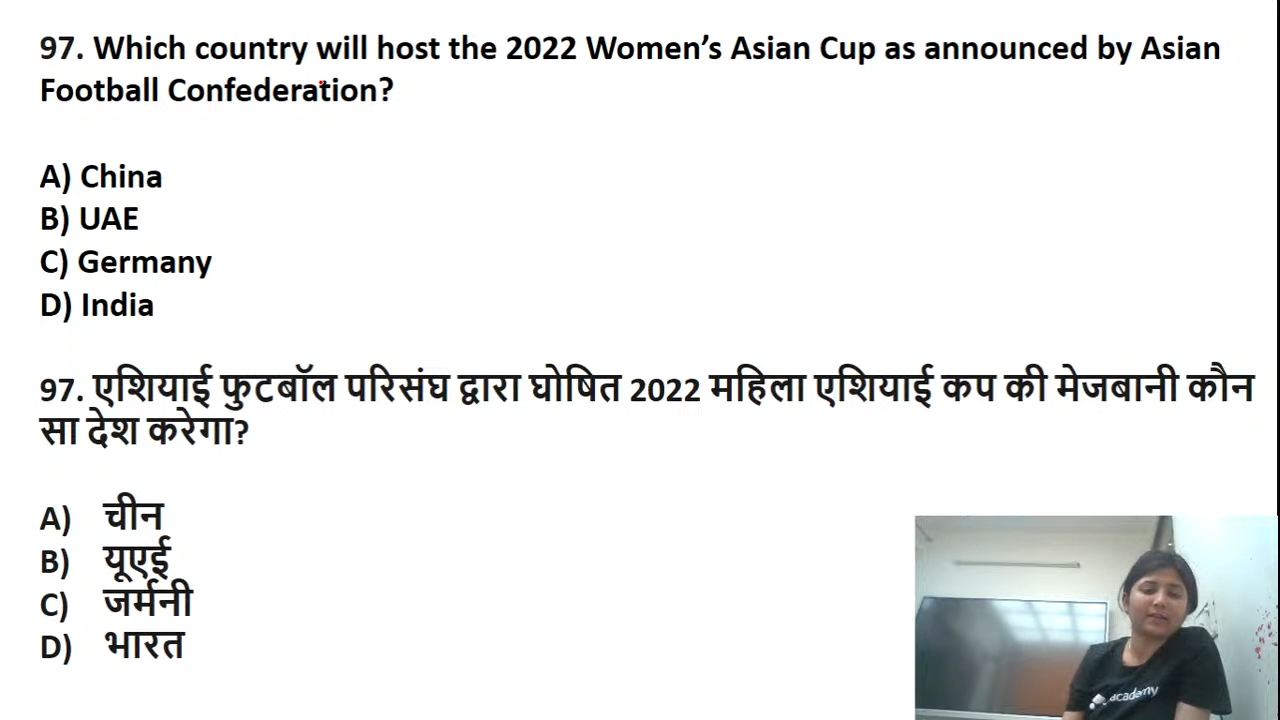 97. Which country will host the 2022 Women’s Asian Cup as announced by Asian
Football Confederation?
A) China
B) UAE
C) Germany
D) India
97. एशियाई फुटबॉल परिसंघ द्वारा घोषित 2022 महिला एशियाई कप की मेजबानी कौन
सा देश करेगा?
A) चीन
B) यूएई
C) जर्मनी
D) भारत
academy